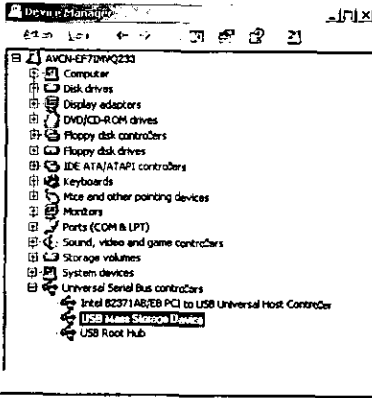 Device Manager
AVCN-EF7IMVQ233
Computer
Disk drives
Display adaptors
DVD/CD-ROM drives
Floppy disk controllers
Floppy disk drives
IDE ATA/ATAPI controllers
Keyboards
Mice and other pointing devices
Monitors
Ports (COM & LPT)
Sound, video and game controllers
Storage volumes
System devices
Universal Serial Bus controllers
Intel 82371AB/EB PCI to USB Universal Host Controller
USB Mass Storage Device
USB Root Hub